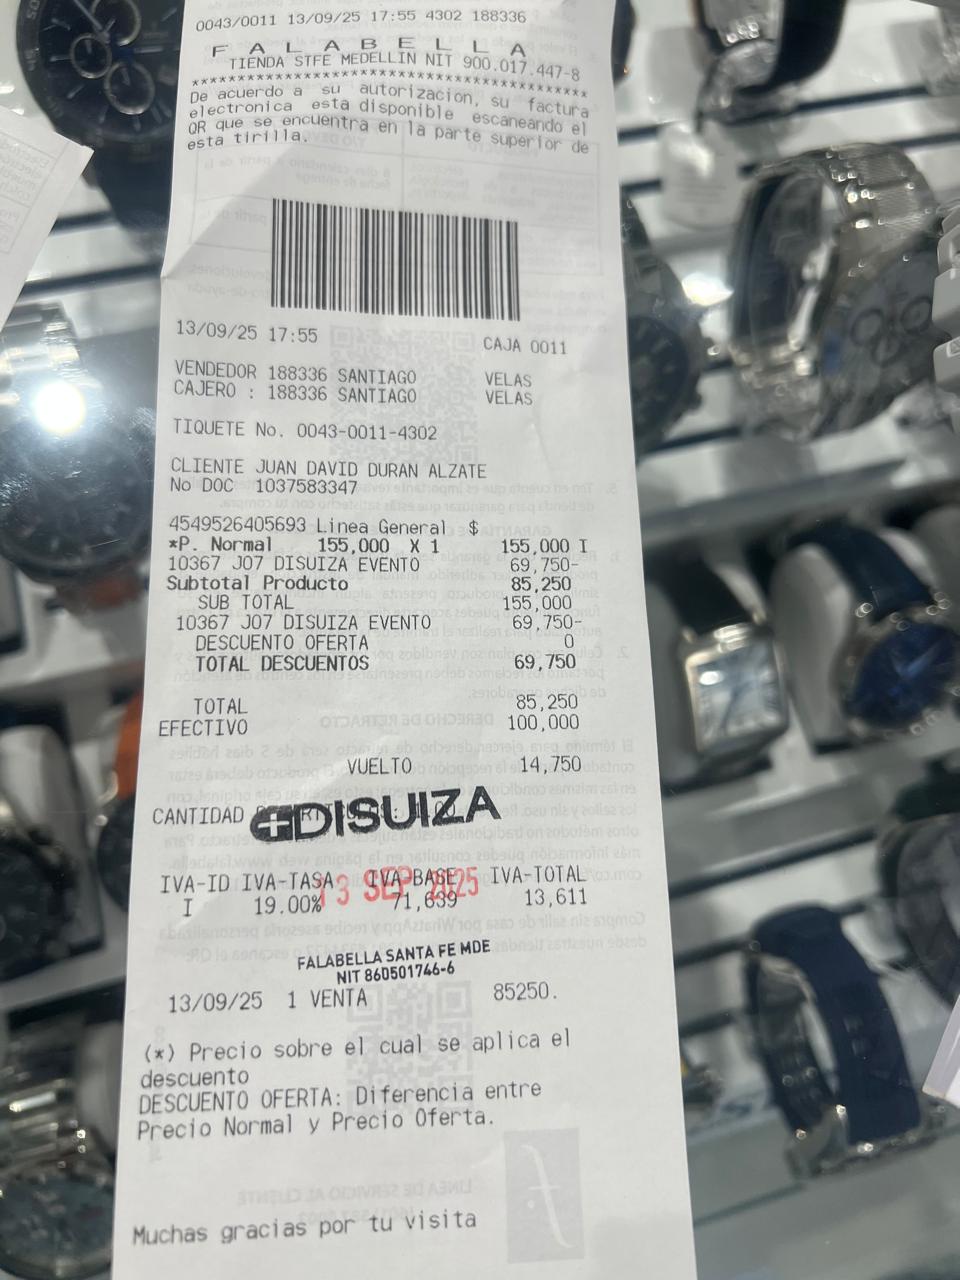 0043/0011 13/09/25 17:55 4302 188336
F A L A B E L L A
TIENDA STFE MEDELLIN NIT 900.017.447-8
****************************************
De acuerdo a su autorizacion, su factura
electronica esta disponible escaneando el
QR que se encuentra en la parte superior de
esta tirilla.
13/09/25 17:55 CAJA 0011
VENDEDOR 188336 SANTIAGO VELAS
CAJERO : 188336 SANTIAGO VELAS
TIQUETE No. 0043-0011-4302
CLIENTE JUAN DAVID DURAN ALZATE
No DOC 1037583347
4549526405693 Linea General $
*P. Normal 155,000 X 1 155,000 I
10367 J07 DISUIZA EVENTO 69,750-
Subtotal Producto 85,250
SUB TOTAL 155,000
10367 J07 DISUIZA EVENTO 69,750-
DESCUENTO OFERTA 0
TOTAL DESCUENTOS 69,750
TOTAL 85,250
EFECTIVO 100,000
VUELTO 14,750
CANTIDAD
DISUIZA
IVA-ID IVA-TASA IVA-BASE IVA-TOTAL
13 SEP 2025
I 19.00% 71,639 13,611
FALABELLA SANTA FE MDE
NIT 860501746-6
13/09/25 1 VENTA 85250.
(*) Precio sobre el cual se aplica el
descuento
DESCUENTO OFERTA: Diferencia entre
Precio Normal y Precio Oferta.
Muchas gracias por tu visita